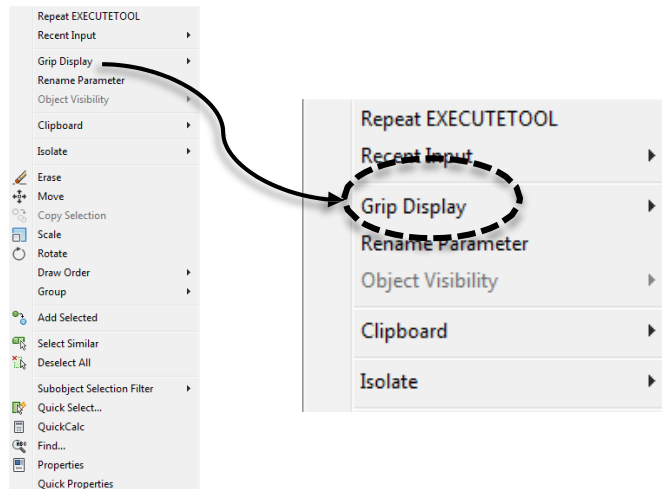 Repeat EXECUTETOOL
Recent Input
Grip Display
Rename Parameter
Object Visibility
Clipboard
Isolate
Erase
Move
Copy Selection
Scale
Rotate
Draw Order
Group
Add Selected
Select Similar
Deselect All
Subobject Selection Filter
Quick Select...
QuickCalc
Find...
Properties
Quick Properties
Repeat EXECUTETOOL
Recent Input
Grip Display
Rename Parameter
Object Visibility
Clipboard
Isolate